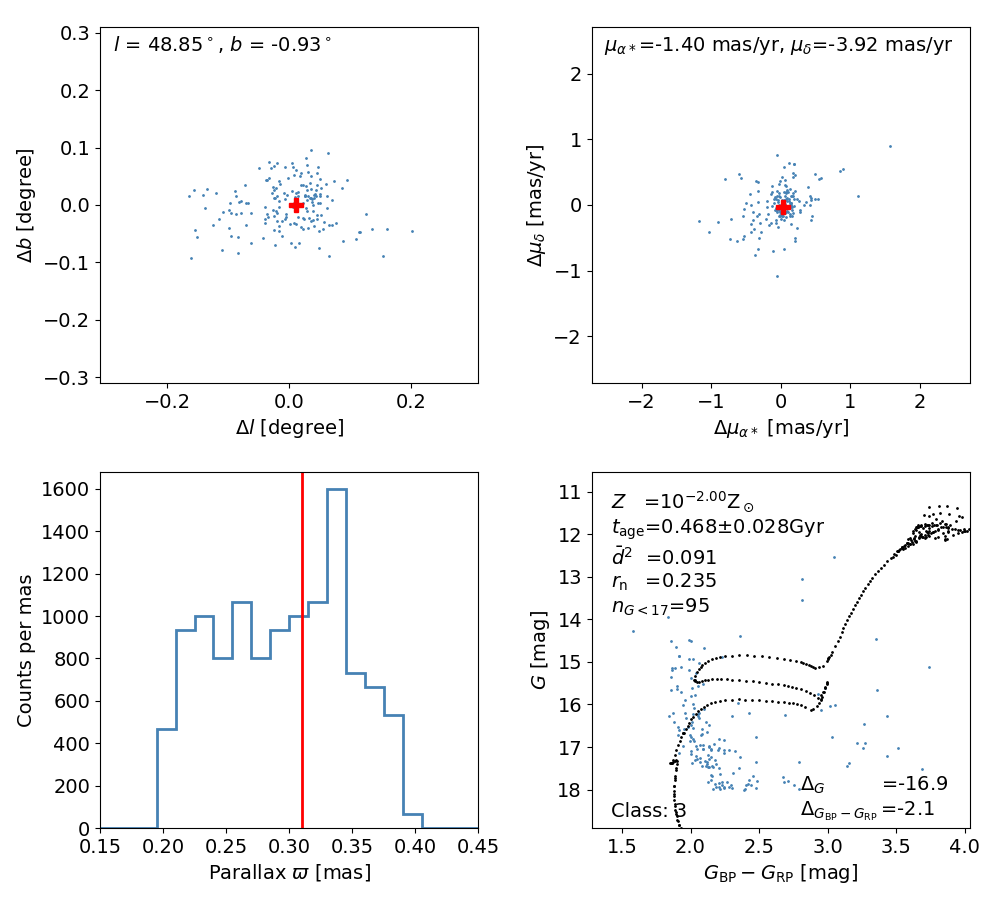 l = 48.85°, b = -0.93°
0.3
0.2
0.1
0.0
−0.1
−0.2
−0.3
Δb [degree]
−0.2 0.0 0.2
Δl [degree]
μα*=-1.40 mas/yr, μδ=-3.92 mas/yr
2
1
0
−1
−2
Δμδ [mas/yr]
−2 −1 0 1 2
Δμα* [mas/yr]
1600
1400
1200
1000
800
600
400
200
0
Counts per mas
0.15 0.20 0.25 0.30 0.35 0.40 0.45
Parallax ϖ [mas]
Z =10^−2.00Z⊙
tage=0.468±0.028Gyr
d̄² =0.091
rn =0.235
nG<17=95
11
12
13
14
15
16
17
18
G [mag]
ΔG =-16.9
Class: 3
ΔGBP−GRP=-2.1
1.5 2.0 2.5 3.0 3.5 4.0
GBP − GRP [mag]